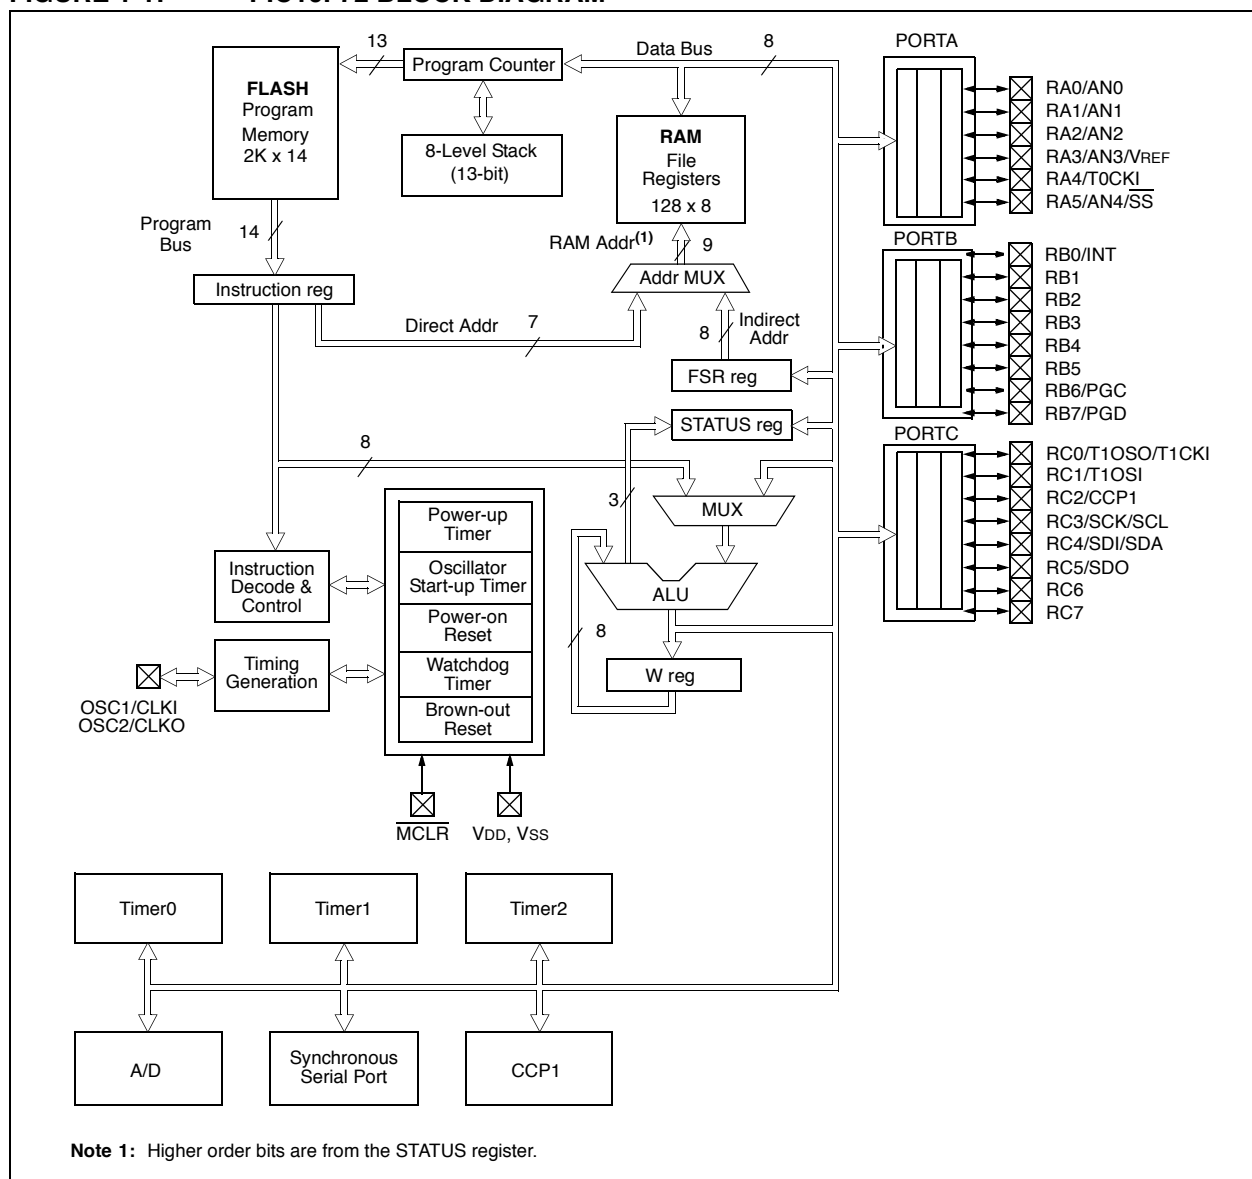 13
Data Bus
8
PORTA
FLASH
Program
Memory
2K x 14
Program Counter
8-Level Stack
(13-bit)
RAM
File
Registers
128 x 8
RA0/AN0
RA1/AN1
RA2/AN2
RA3/AN3/VREF
RA4/T0CKI
RA5/AN4/SS
Program
Bus
14
RAM Addr(1)
9
PORTB
RB0/INT
RB1
RB2
RB3
RB4
RB5
RB6/PGC
RB7/PGD
Instruction reg
Addr MUX
Direct Addr
7
8
Indirect
Addr
FSR reg
STATUS reg
PORTC
RC0/T1OSO/T1CKI
RC1/T1OSI
RC2/CCP1
RC3/SCK/SCL
RC4/SDI/SDA
RC5/SDO
RC6
RC7
8
3
MUX
Power-up
Timer
Oscillator
Start-up Timer
Power-on
Reset
Watchdog
Timer
Brown-out
Reset
Instruction
Decode &
Control
ALU
8
W reg
Timing
Generation
OSC1/CLKI
OSC2/CLKO
MCLR
VDD, VSS
Timer0
Timer1
Timer2
A/D
Synchronous
Serial Port
CCP1
Note 1: Higher order bits are from the STATUS register.